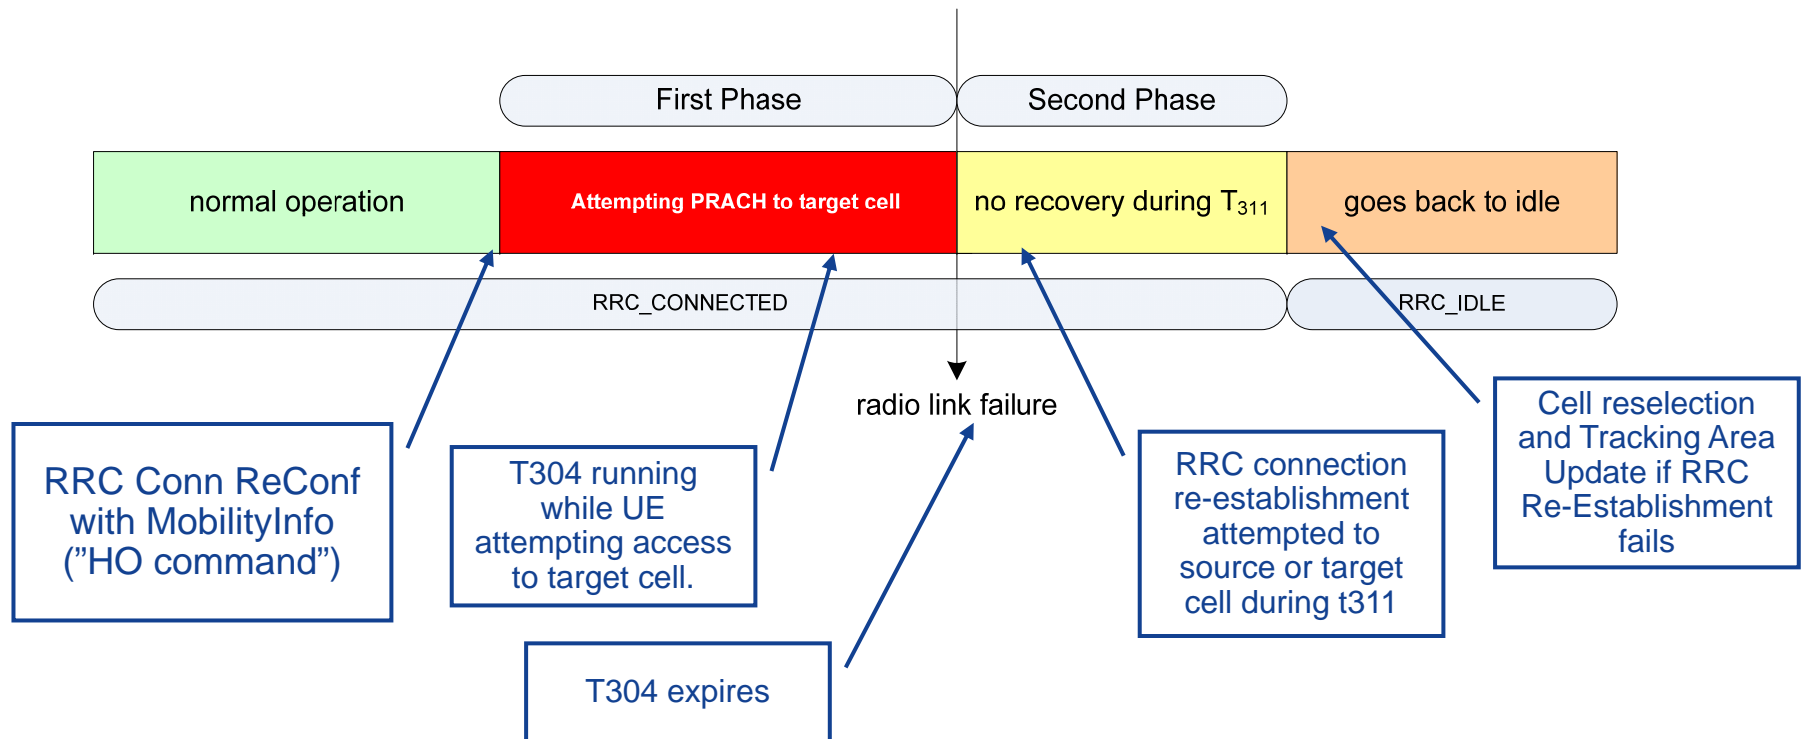 First Phase
Second Phase
normal operation
Attempting PRACH to target cell
no recovery during T311
goes back to idle
RRC_CONNECTED
RRC_IDLE
radio link failure
RRC Conn ReConf
with MobilityInfo
(”HO command”)
T304 running
while UE
attempting access
to target cell.
T304 expires
RRC connection
re-establishment
attempted to
source or target
cell during t311
Cell reselection
and Tracking Area
Update if RRC
Re-Establishment
fails